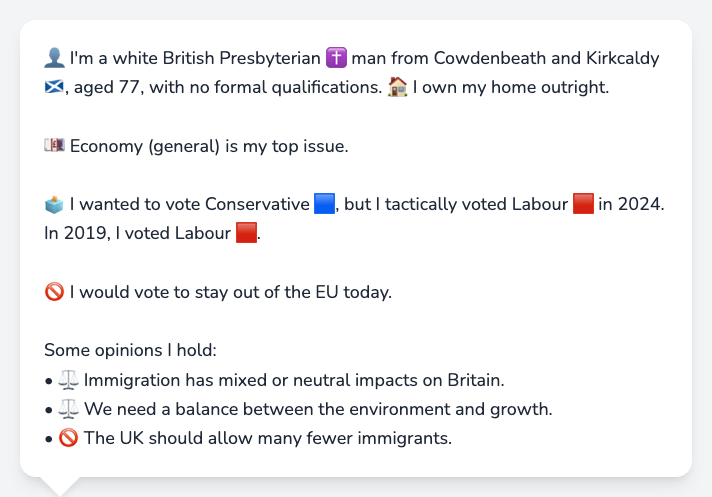 👤 I'm a white British Presbyterian ✝️ man from Cowdenbeath and Kirkcaldy
🏴󠁧󠁢󠁳󠁣󠁴󠁿, aged 77, with no formal qualifications. 🏠 I own my home outright.
💷 Economy (general) is my top issue.
🗳️ I wanted to vote Conservative 🟦, but I tactically voted Labour 🟥 in 2024.
In 2019, I voted Labour 🟥.
🚫 I would vote to stay out of the EU today.
Some opinions I hold:
• ⚖️ Immigration has mixed or neutral impacts on Britain.
• ⚖️ We need a balance between the environment and growth.
• 🚫 The UK should allow many fewer immigrants.